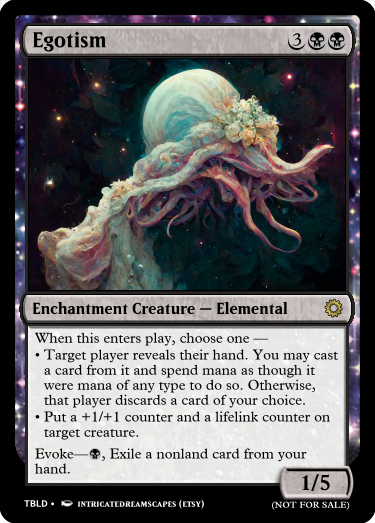 Egotism 3
Enchantment Creature — Elemental
When this enters play, choose one —
• Target player reveals their hand. You may cast
a card from it and spend mana as though it
were mana of any type to do so. Otherwise,
that player discards a card of your choice.
• Put a +1/+1 counter and a lifelink counter on
target creature.
Evoke—, Exile a nonland card from your
hand.
1/5
TBLD • INTRICATEDREAMSCAPES (ETSY)
(NOT FOR SALE)